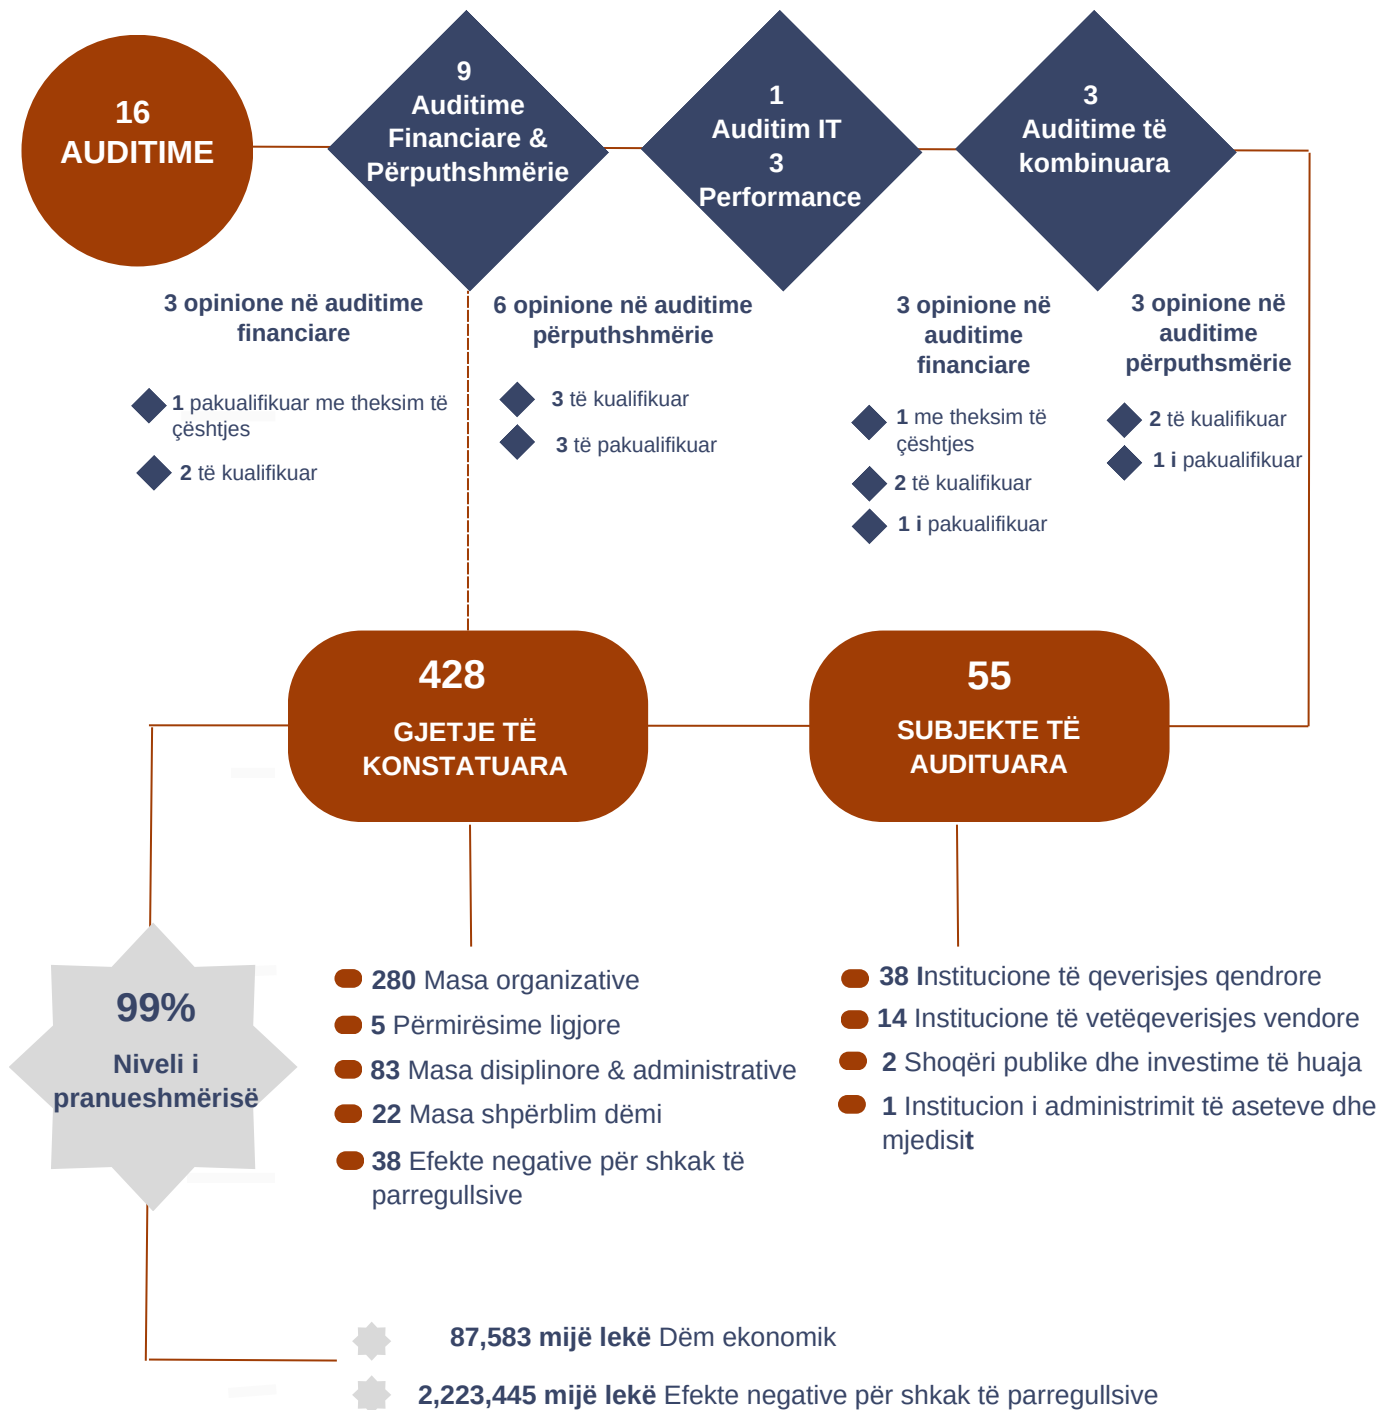 16
AUDITIME
9
Auditime
Financiare &
Përputhshmërie
1
Auditim IT
3
Performance
3
Auditime të
kombinuara
3 opinione në auditime
financiare
1 pakualifikuar me theksim të
çështjes
2 të kualifikuar
6 opinione në auditime
përputhshmërie
3 të kualifikuar
3 të pakualifikuar
3 opinione në
auditime
financiare
1 me theksim të
çështjes
2 të kualifikuar
1 i pakualifikuar
3 opinione në
auditime
përputhsmërie
2 të kualifikuar
1 i pakualifikuar
428
GJETJE TË
KONSTATUARA
55
SUBJEKTE TË
AUDITUARA
99%
Niveli i
pranueshmërisë
280 Masa organizative
5 Përmirësime ligjore
83 Masa disiplinore & administrative
22 Masa shpërblim dëmi
38 Efekte negative për shkak të
parregullsive
38 Institucione të qeverisjes qendrore
14 Institucione të vetëqeverisjes vendore
2 Shoqëri publike dhe investime të huaja
1 Institucion i administrimit të aseteve dhe
mjedisit
87,583 mijë lekë Dëm ekonomik
2,223,445 mijë lekë Efekte negative për shkak të parregullsive